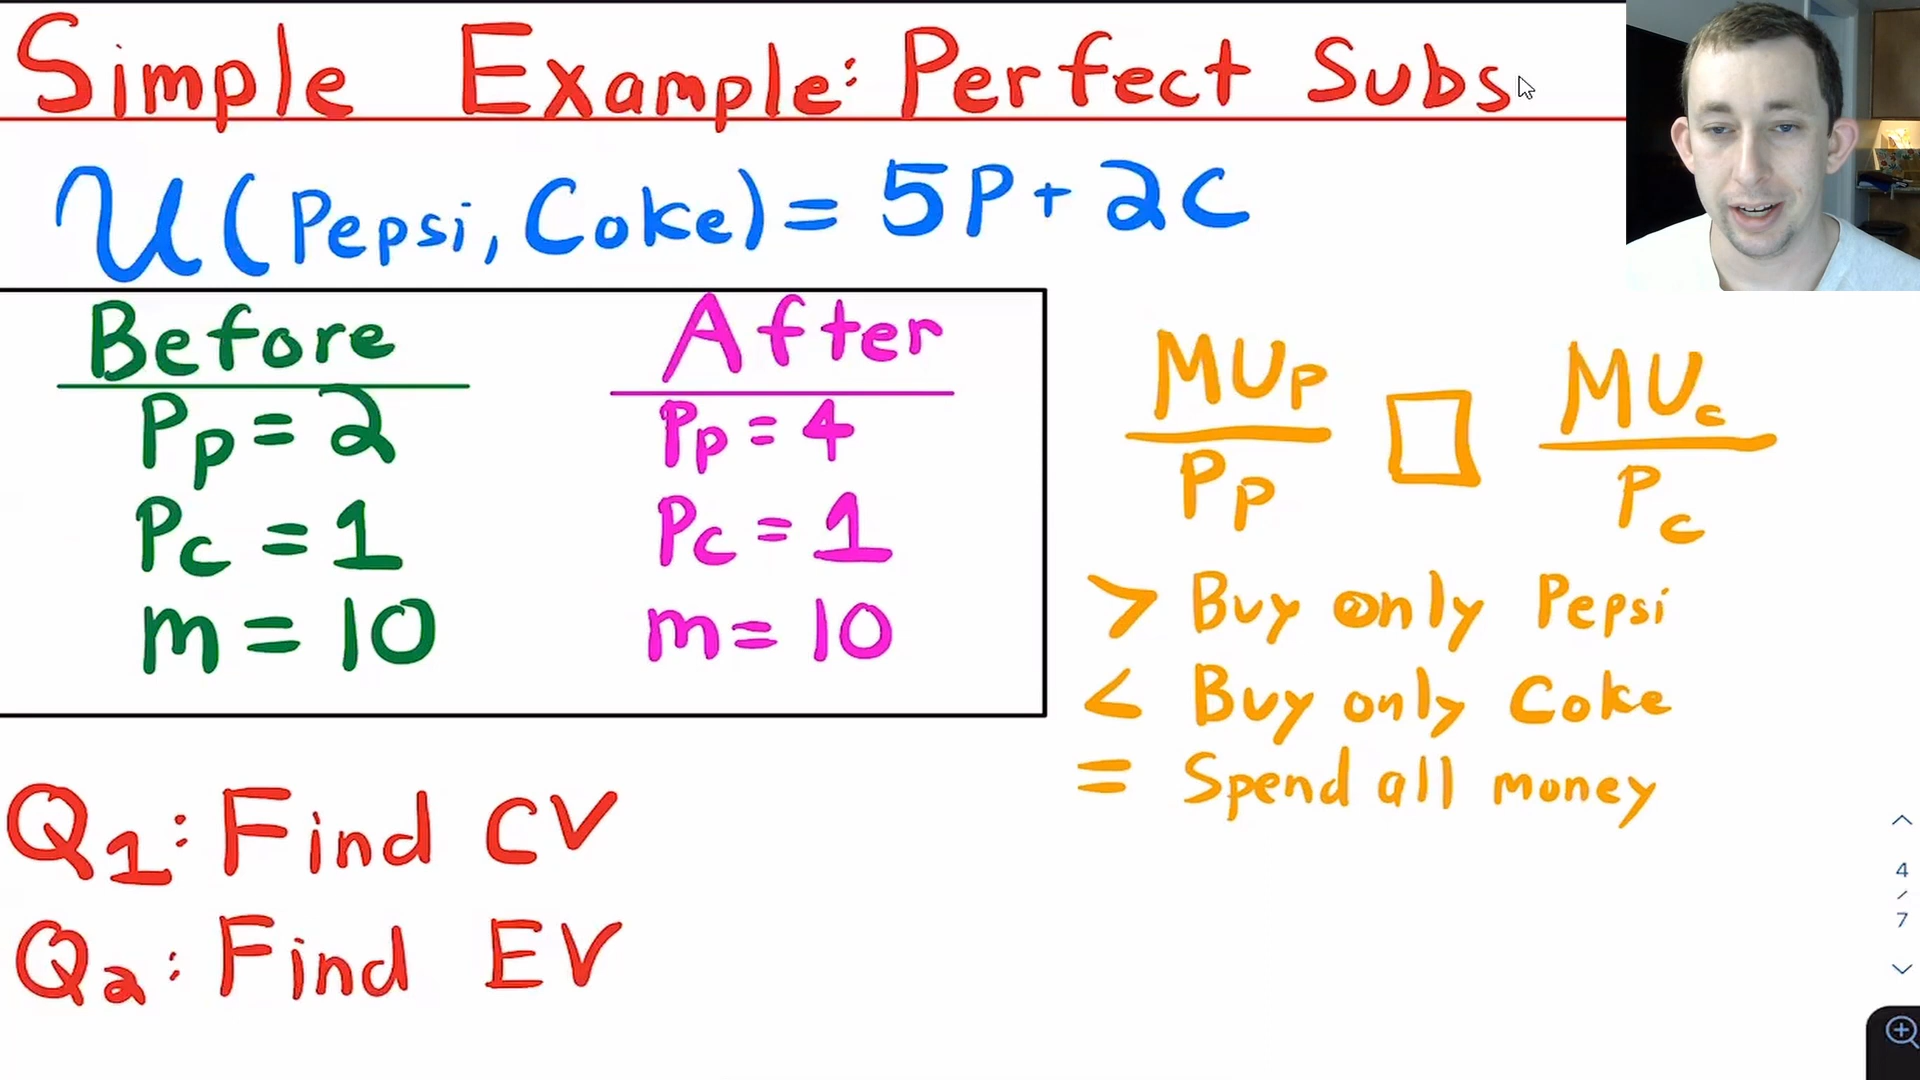 Simple Example: Perfect Subs
U(Pepsi, Coke) = 5P + 2C
Before
Pp = 2
Pc = 1
m = 10
After
Pp = 4
Pc = 1
m = 10
MUp
Pp
□
MUc
Pc
> Buy only Pepsi
< Buy only Coke
= Spend all money
Q1: Find CV
Q2: Find EV
4
/
7